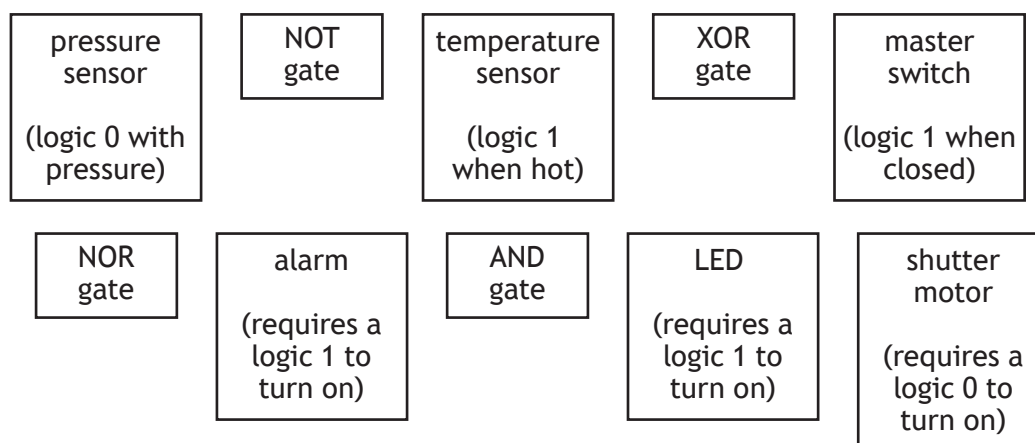 pressure
sensor
(logic 0 with
pressure)
NOT
gate
temperature
sensor
(logic 1
when hot)
XOR
gate
master
switch
(logic 1 when
closed)
NOR
gate
alarm
(requires a
logic 1 to
turn on)
AND
gate
LED
(requires a
logic 1 to
turn on)
shutter
motor
(requires a
logic 0 to
turn on)